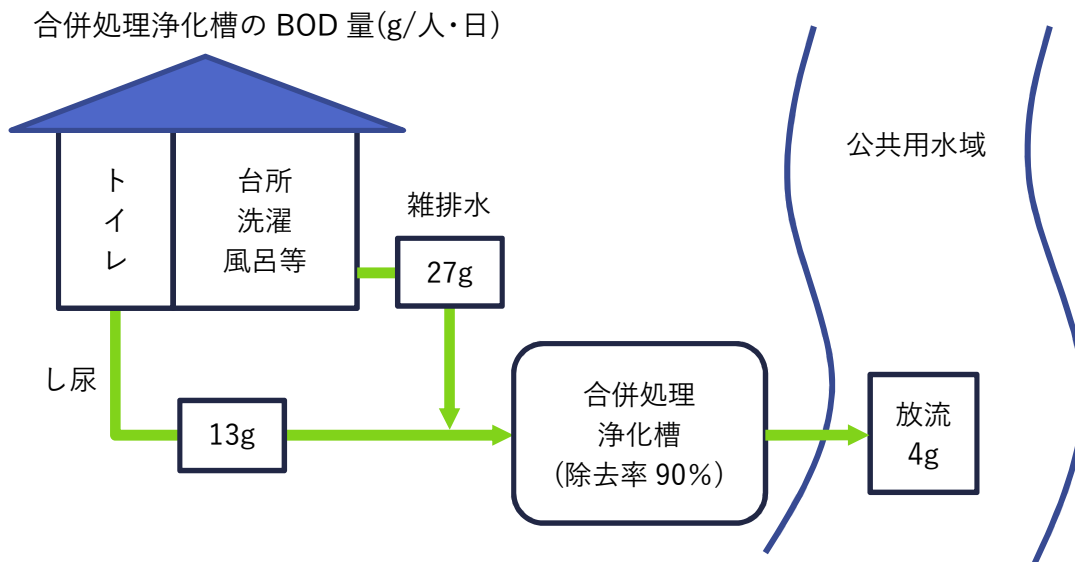 合併処理浄化槽の BOD 量(g/人・日)
トイレ
台所
洗濯
風呂等
雑排水
27g
公共用水域
し尿
13g
合併処理
浄化槽
(除去率 90%)
放流
4g